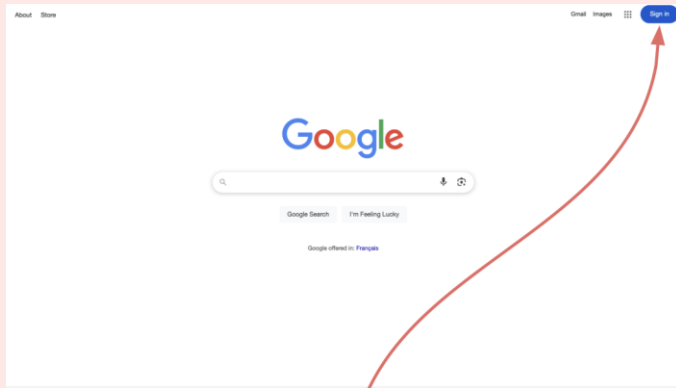 About Store Gmail Images Sign in
Google
Google Search I'm Feeling Lucky
Google offered in: Français